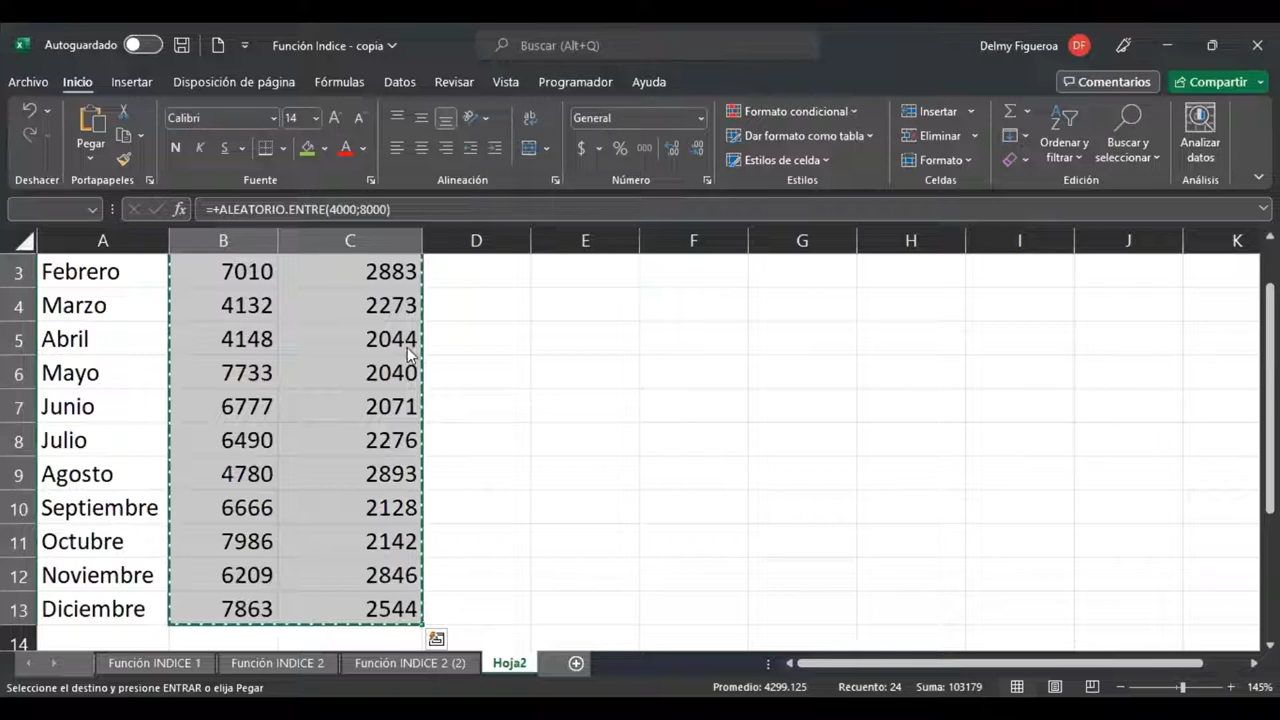 Autoguardado Función Indice - copia Buscar (Alt+Q) Delmy Figueroa DF
Archivo Inicio Insertar Disposición de página Fórmulas Datos Revisar Vista Programador Ayuda Comentarios Compartir
Pegar Calibri 14 General $ % 000 Formato condicional Insertar Ordenar y filtrar Buscar y seleccionar Analizar datos
N K S A Dar formato como tabla Eliminar
Estilos de celda Formato
Deshacer Portapapeles Fuente Alineación Número Estilos Celdas Edición Análisis
fx =+ALEATORIO.ENTRE(4000;8000)
A B C D E F G H I J K
3 Febrero 7010 2883
4 Marzo 4132 2273
5 Abril 4148 2044
6 Mayo 7733 2040
7 Junio 6777 2071
8 Julio 6490 2276
9 Agosto 4780 2893
10 Septiembre 6666 2128
11 Octubre 7986 2142
12 Noviembre 6209 2846
13 Diciembre 7863 2544
14
Función INDICE 1 Función INDICE 2 Función INDICE 2 (2) Hoja2
Seleccione el destino y presione ENTRAR o elija Pegar Promedio: 4299.125 Recuento: 24 Suma: 103179 145%